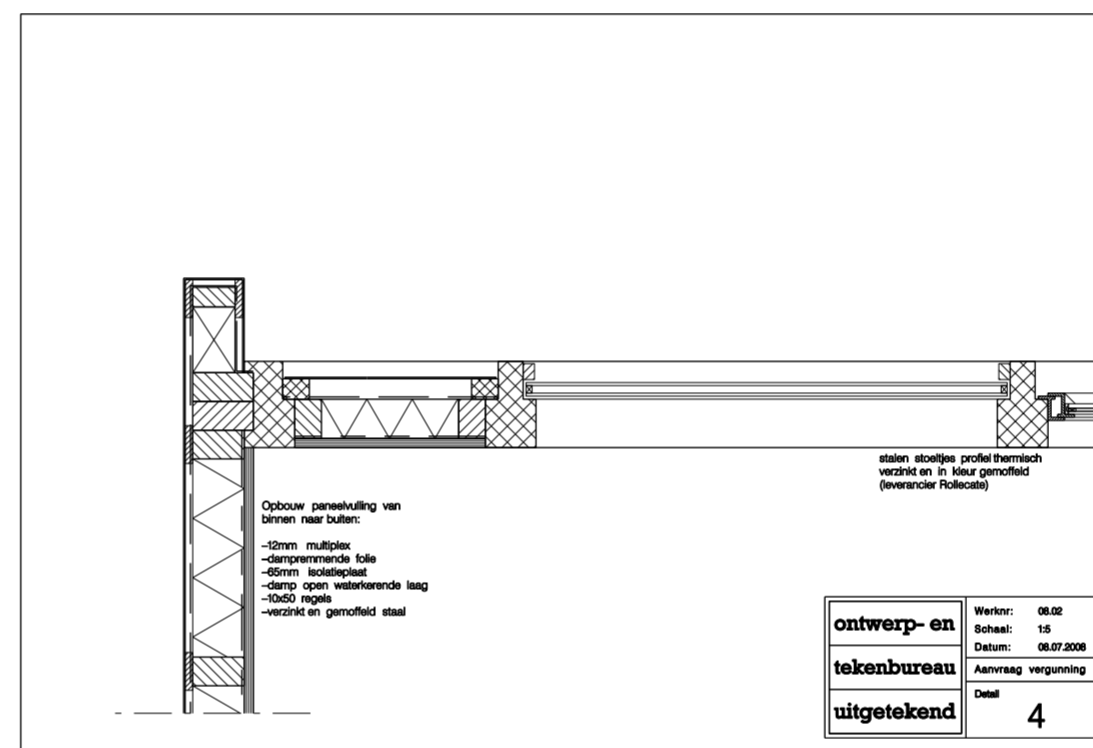 stalen stoeltjes profiel thermisch
verzinkt en in kleur gemoffeld
(leverancier Rollecate)
Opbouw paneelvulling van
binnen naar buiten:
-12mm multiplex
-dampremmende folie
-65mm isolatieplaat
-damp open waterkerende laag
-10x50 regels
-verzinkt en gemoffeld staal
ontwerp- en
tekenbureau
uitgetekend
Werknr: 08.02
Schaal: 1:5
Datum: 08.07.2008
Aanvraag vergunning
Detail
4